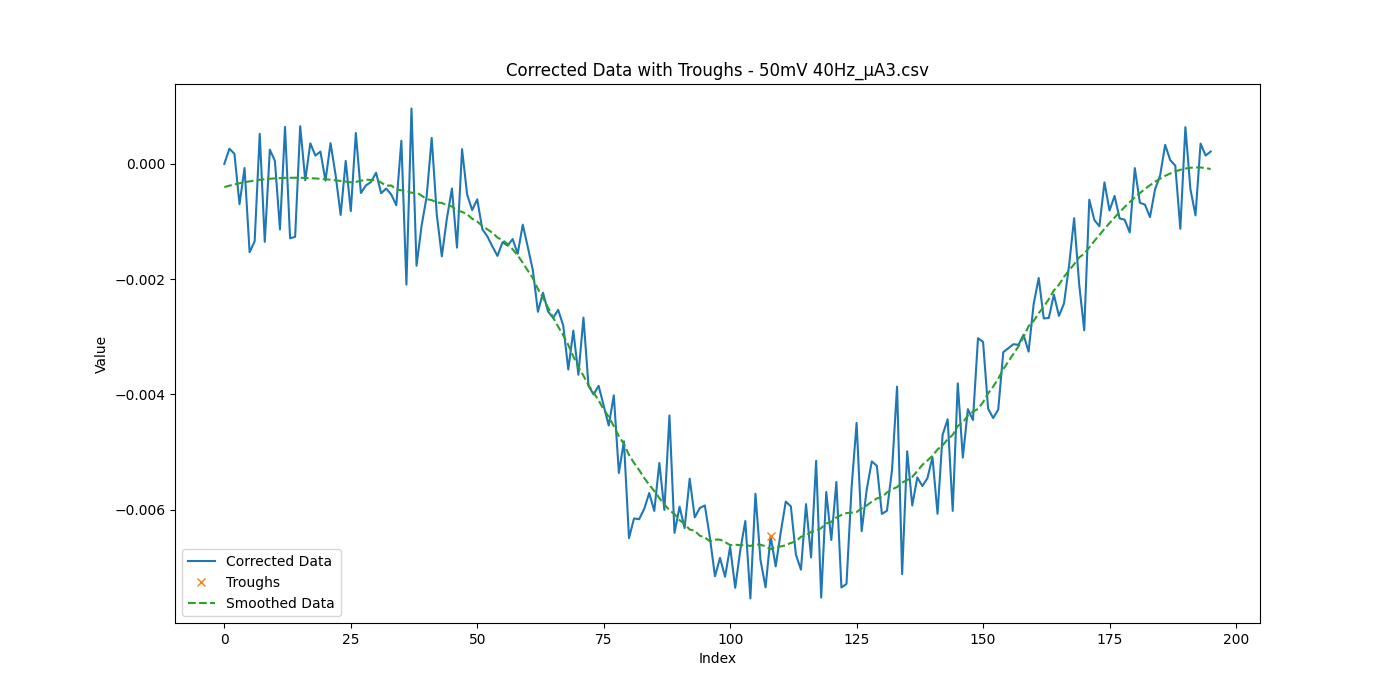 Corrected Data with Troughs - 50mV 40Hz_μA3.csv
0.000
−0.002
−0.004
−0.006
Value
Corrected Data
Troughs
Smoothed Data
0 25 50 75 100 125 150 175 200
Index